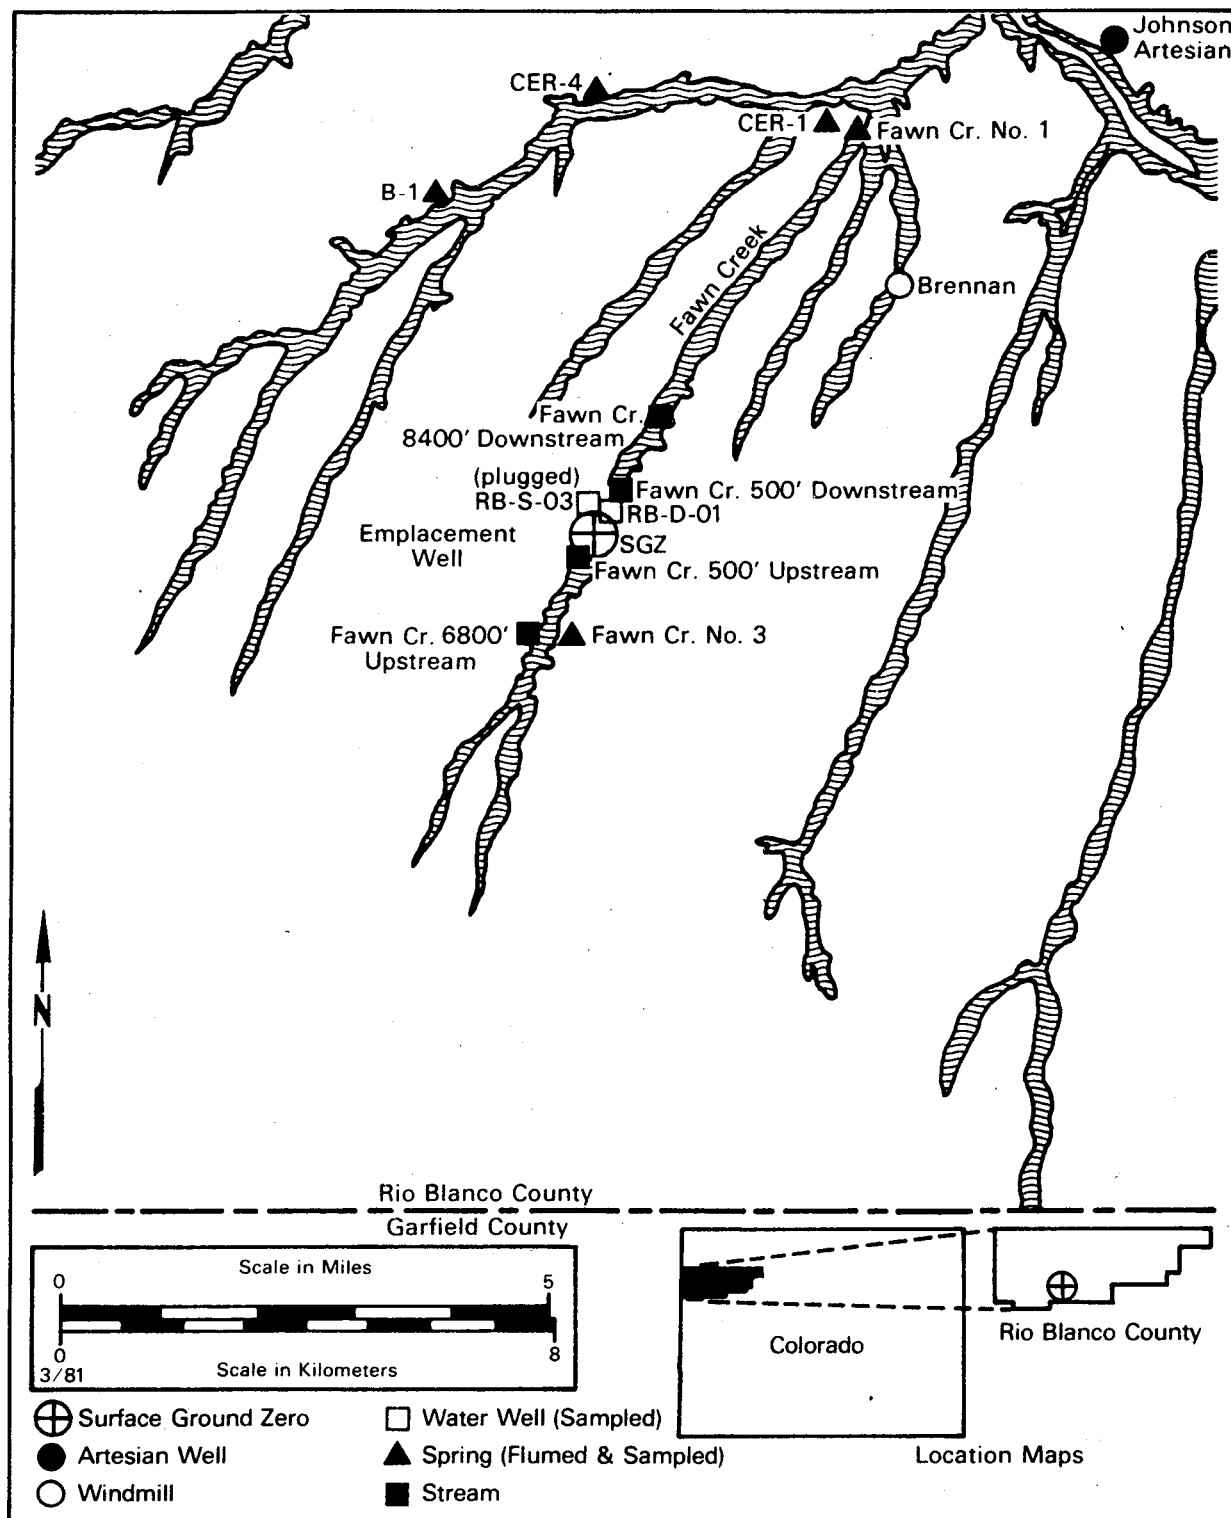 Johnson
Artesian
CER-4
CER-1
Fawn Cr. No. 1
B-1
Fawn Creek
Brennan
Fawn Cr.
8400' Downstream
(plugged)
RB-S-03
Fawn Cr. 500' Downstream
RB-D-01
Emplacement
Well
SGZ
Fawn Cr. 500' Upstream
Fawn Cr. 6800'
Upstream
Fawn Cr. No. 3
N
Rio Blanco County
Garfield County
Scale in Miles
0 5
0 8
Scale in Kilometers
3/81
Colorado
Rio Blanco County
Location Maps
Surface Ground Zero
Artesian Well
Windmill
Water Well (Sampled)
Spring (Flumed & Sampled)
Stream